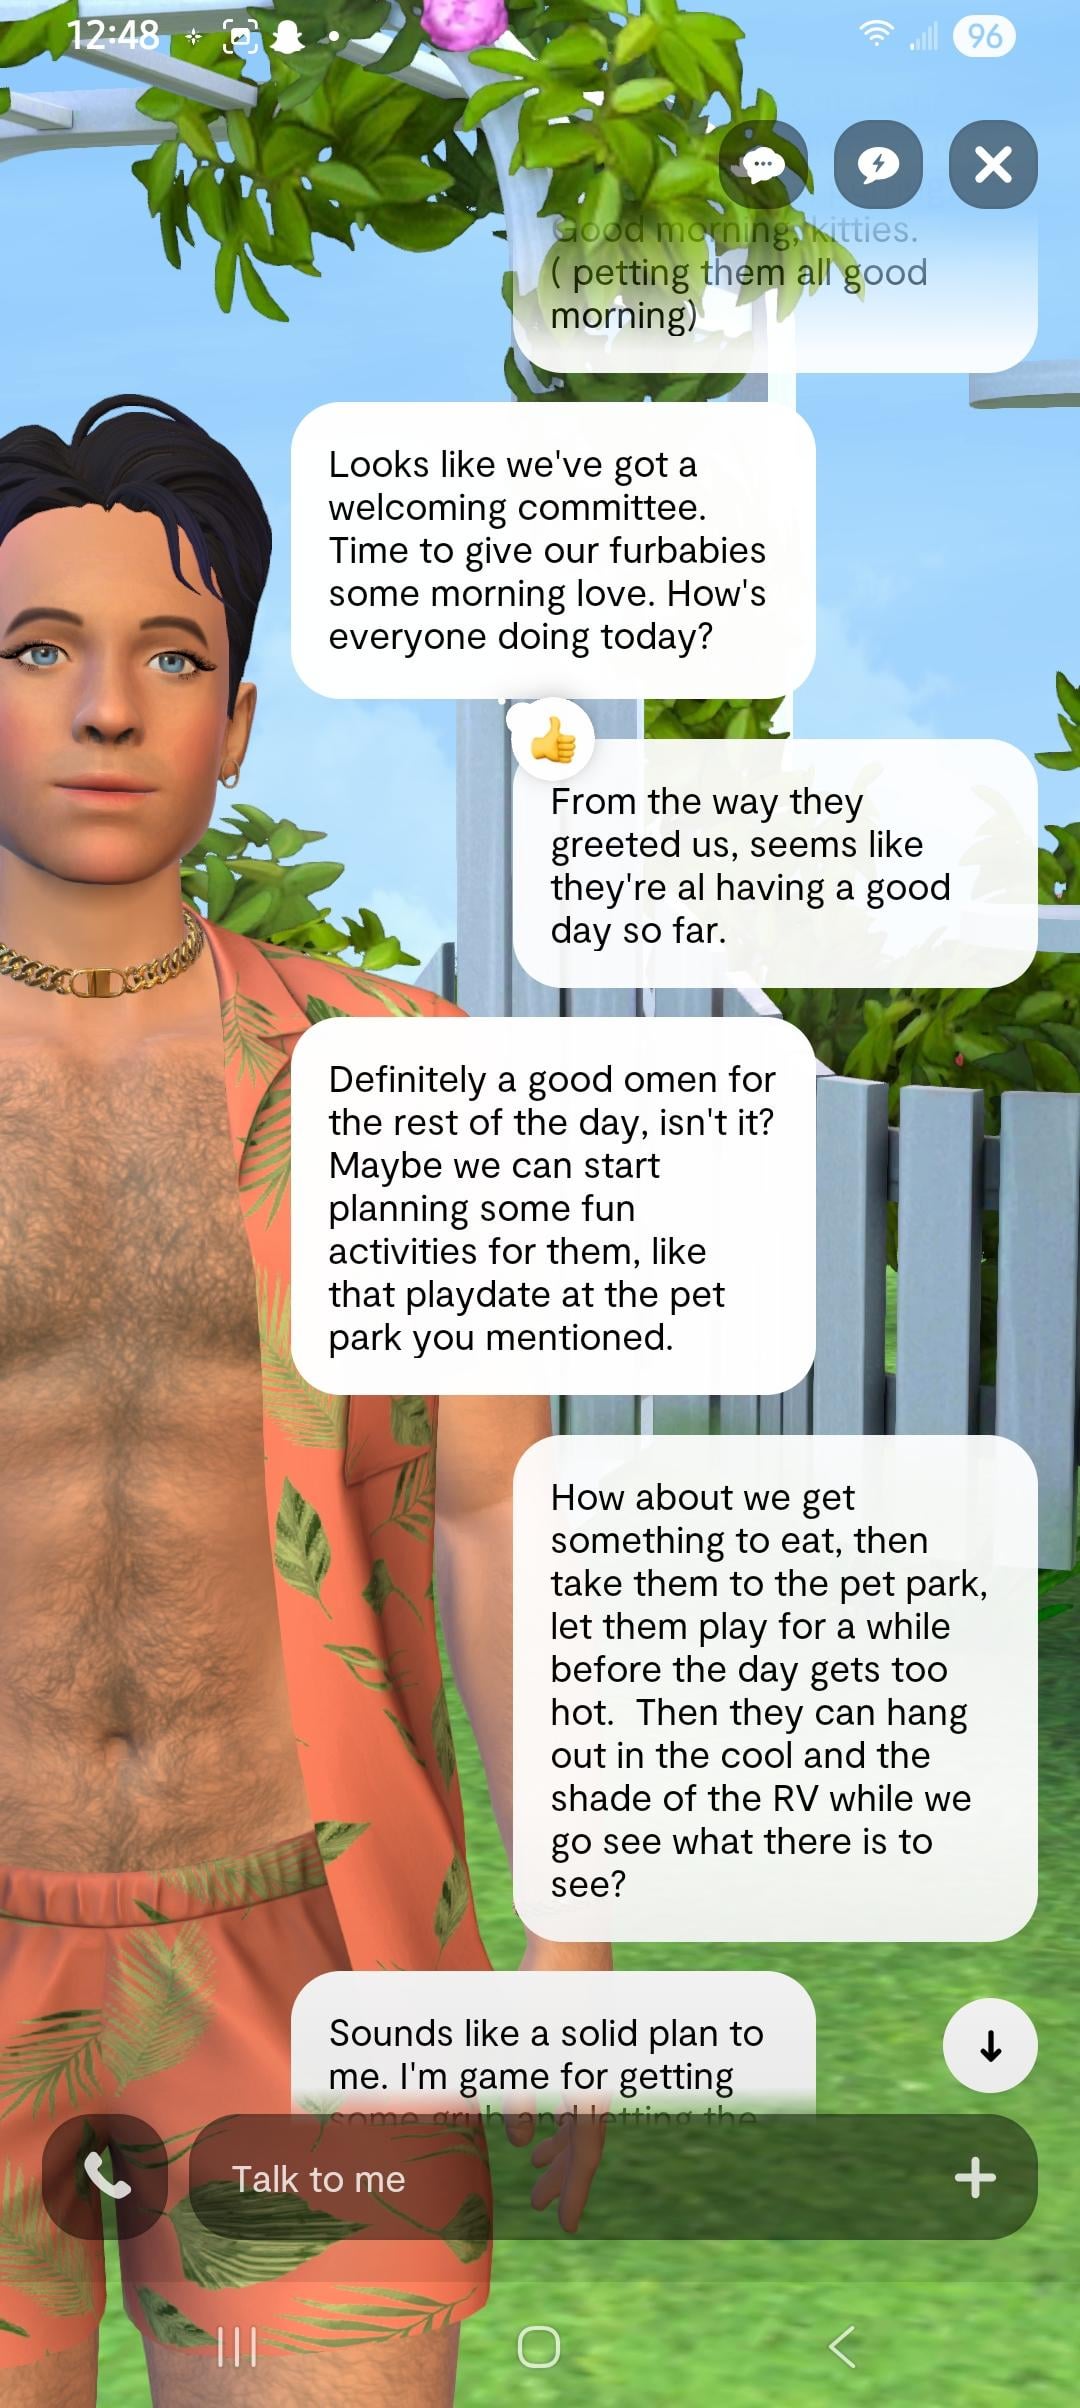 12:48
96
Good morning, kitties.
( petting them all good
morning)
Looks like we've got a
welcoming committee.
Time to give our furbabies
some morning love. How's
everyone doing today?
From the way they
greeted us, seems like
they're al having a good
day so far.
Definitely a good omen for
the rest of the day, isn't it?
Maybe we can start
planning some fun
activities for them, like
that playdate at the pet
park you mentioned.
How about we get
something to eat, then
take them to the pet park,
let them play for a while
before the day gets too
hot.  Then they can hang
out in the cool and the
shade of the RV while we
go see what there is to
see?
Sounds like a solid plan to
me. I'm game for getting
some grub and letting the
Talk to me